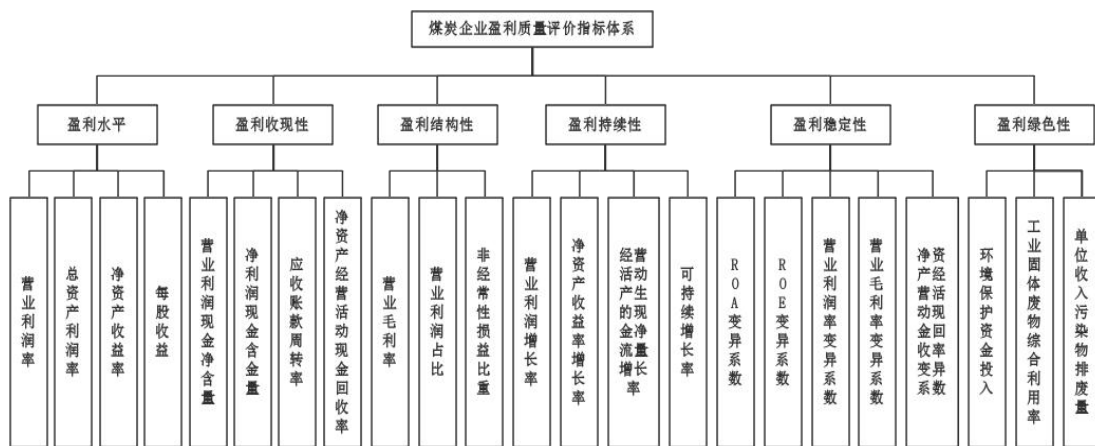 煤炭企业盈利质量评价指标体系
盈利水平
盈利收现性
盈利结构性
盈利持续性
盈利稳定性
盈利绿色性
营业利润率
总资产利润率
净资产收益率
每股收益
营业利润现金净含量
净利润现金含金量
应收账款周转率
净资产经营活动现金回收率
营业毛利率
营业利润占比
非经常性损益比重
营业利润增长率
净资产收益率增长率
经营活动产生的现金净流量增长率
可持续增长率
ROA变异系数
ROE变异系数
营业利润率变异系数
营业毛利率变异系数
净资产经营活动现金回收率变异系数
环境保护资金投入
工业固体废物综合利用率
单位收入污染物排废量